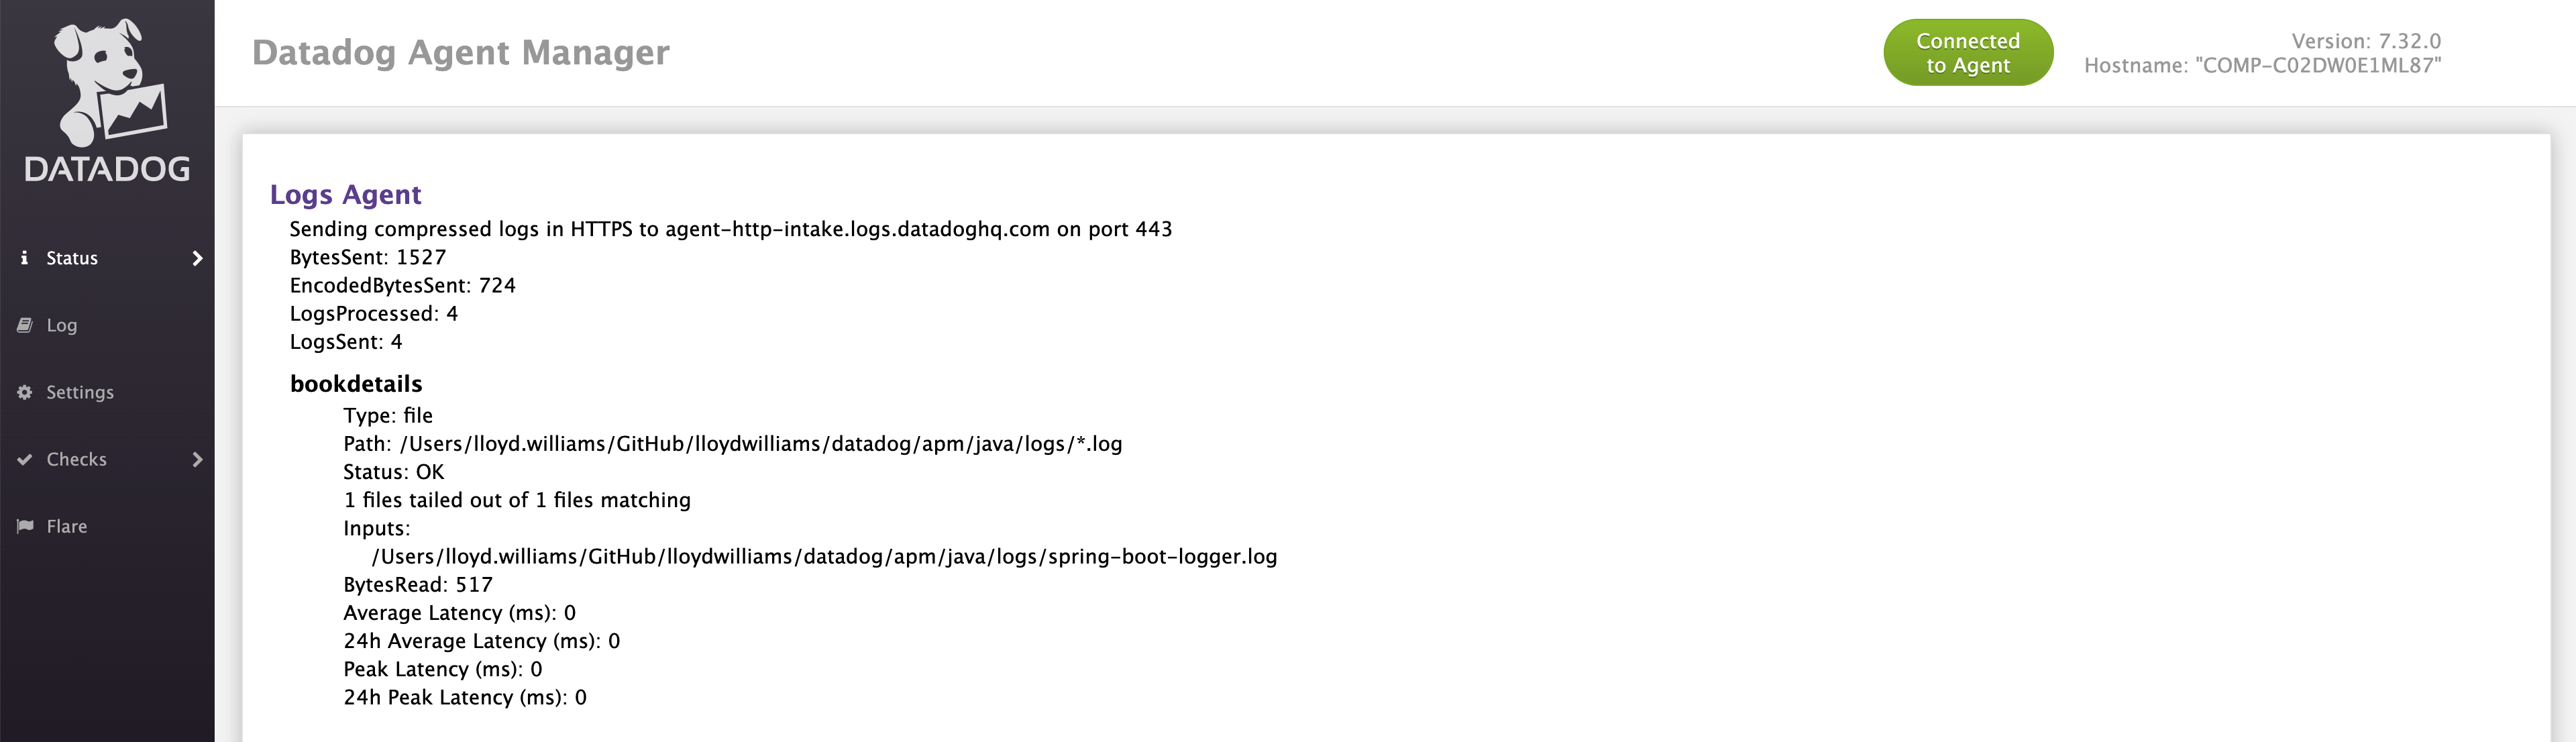 DATADOG
Status
Log
Settings
Checks
Flare
Datadog Agent Manager
Connected
to Agent
Version: 7.32.0
Hostname: "COMP-C02DW0E1ML87"
Logs Agent
Sending compressed logs in HTTPS to agent-http-intake.logs.datadoghq.com on port 443
BytesSent: 1527
EncodedBytesSent: 724
LogsProcessed: 4
LogsSent: 4
bookdetails
Type: file
Path: /Users/lloyd.williams/GitHub/lloydwilliams/datadog/apm/java/logs/*.log
Status: OK
1 files tailed out of 1 files matching
Inputs:
/Users/lloyd.williams/GitHub/lloydwilliams/datadog/apm/java/logs/spring-boot-logger.log
BytesRead: 517
Average Latency (ms): 0
24h Average Latency (ms): 0
Peak Latency (ms): 0
24h Peak Latency (ms): 0